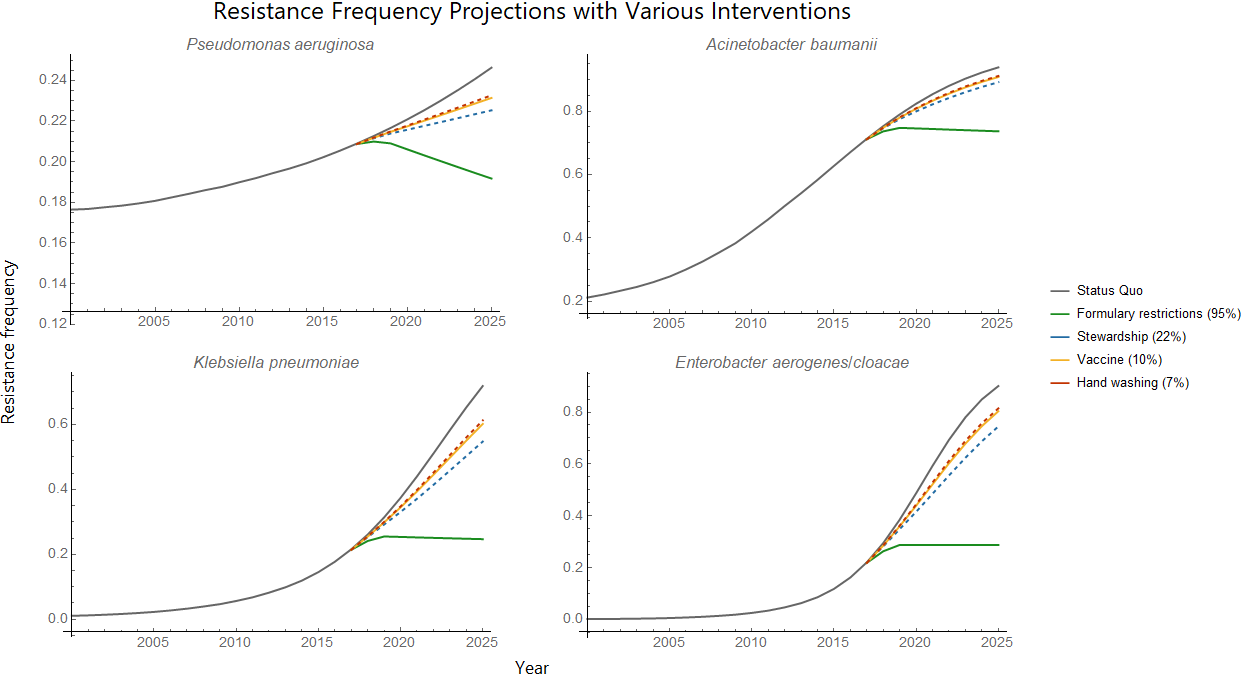 Resistance Frequency Projections with Various Interventions
Pseudomonas aeruginosa
0.24
0.22
0.20
0.18
0.16
0.14
0.12
2005 2010 2015 2020 2025
Acinetobacter baumanii
0.8
0.6
0.4
0.2
2005 2010 2015 2020 2025
Resistance frequency
Klebsiella pneumoniae
0.6
0.4
0.2
0.0
2005 2010 2015 2020 2025
Enterobacter aerogenes/cloacae
0.8
0.6
0.4
0.2
0.0
2005 2010 2015 2020 2025
Year
Status Quo
Formulary restrictions (95%)
Stewardship (22%)
Vaccine (10%)
Hand washing (7%)